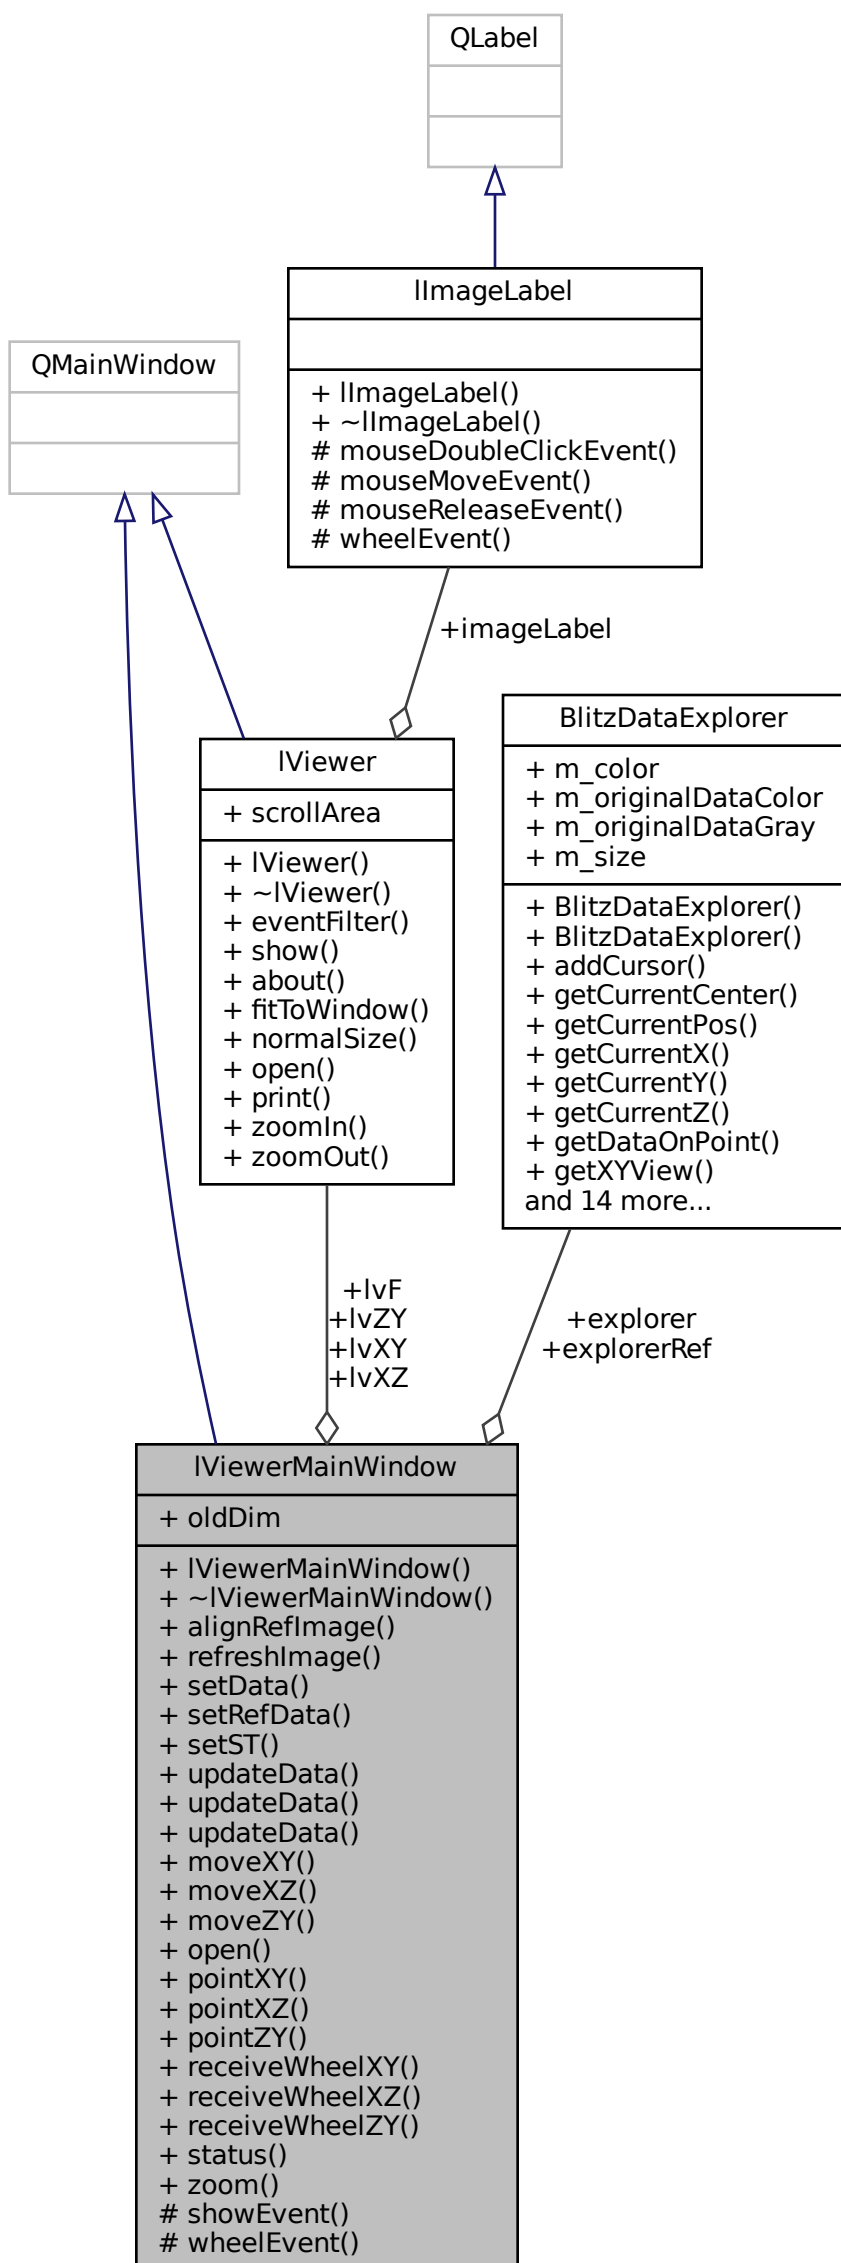 QLabel
lImageLabel
+ lImageLabel()
+ ~lImageLabel()
# mouseDoubleClickEvent()
# mouseMoveEvent()
# mouseReleaseEvent()
# wheelEvent()
QMainWindow
+imageLabel
lViewer
+ scrollArea
+ lViewer()
+ ~lViewer()
+ eventFilter()
+ show()
+ about()
+ fitToWindow()
+ normalSize()
+ open()
+ print()
+ zoomIn()
+ zoomOut()
BlitzDataExplorer
+ m_color
+ m_originalDataColor
+ m_originalDataGray
+ m_size
+ BlitzDataExplorer()
+ BlitzDataExplorer()
+ addCursor()
+ getCurrentCenter()
+ getCurrentPos()
+ getCurrentX()
+ getCurrentY()
+ getCurrentZ()
+ getDataOnPoint()
+ getXYView()
and 14 more...
+lvF
+lvZY
+lvXY
+lvXZ
+explorer
+explorerRef
lViewerMainWindow
+ oldDim
+ lViewerMainWindow()
+ ~lViewerMainWindow()
+ alignRefImage()
+ refreshImage()
+ setData()
+ setRefData()
+ setST()
+ updateData()
+ updateData()
+ updateData()
+ moveXY()
+ moveXZ()
+ moveZY()
+ open()
+ pointXY()
+ pointXZ()
+ pointZY()
+ receiveWheelXY()
+ receiveWheelXZ()
+ receiveWheelZY()
+ status()
+ zoom()
# showEvent()
# wheelEvent()